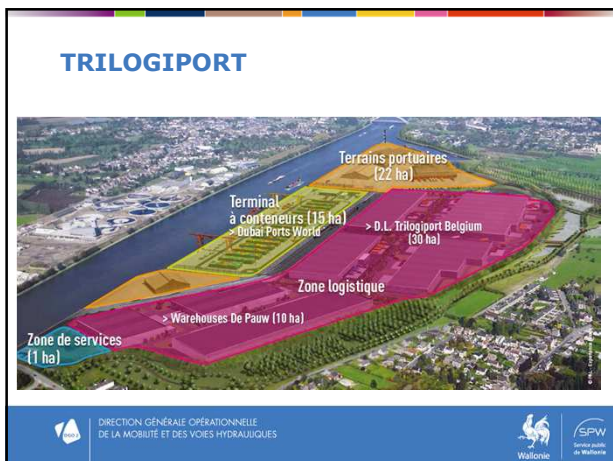 TRILOGIPORT
Terrains portuaires
(22 ha)
Terminal
à conteneurs (15 ha)
> Dubai Ports World
> D.L. Trilogiport Belgium
(30 ha)
Zone logistique
> Warehouses De Pauw (10 ha)
Zone de services
(1 ha)
DIRECTION GÉNÉRALE OPÉRATIONNELLE
DE LA MOBILITÉ ET DES VOIES HYDRAULIQUES
Wallonie
SPW
Service public
de Wallonie